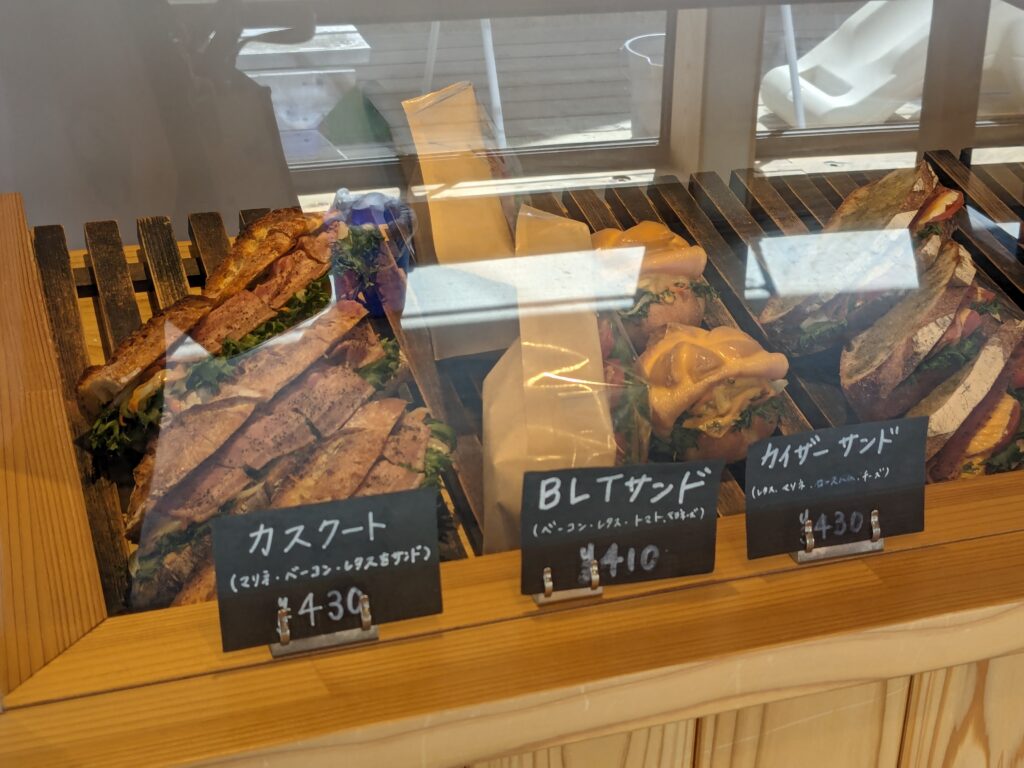 カスクート
(マリネ・ベーコン・レタスをサンド)
¥430
BLTサンド
(ベーコン・レタス・トマト、マヨネーズ)
¥410
カイザーサンド
(レタス、マリネ、ロースハム、チーズ)
¥430